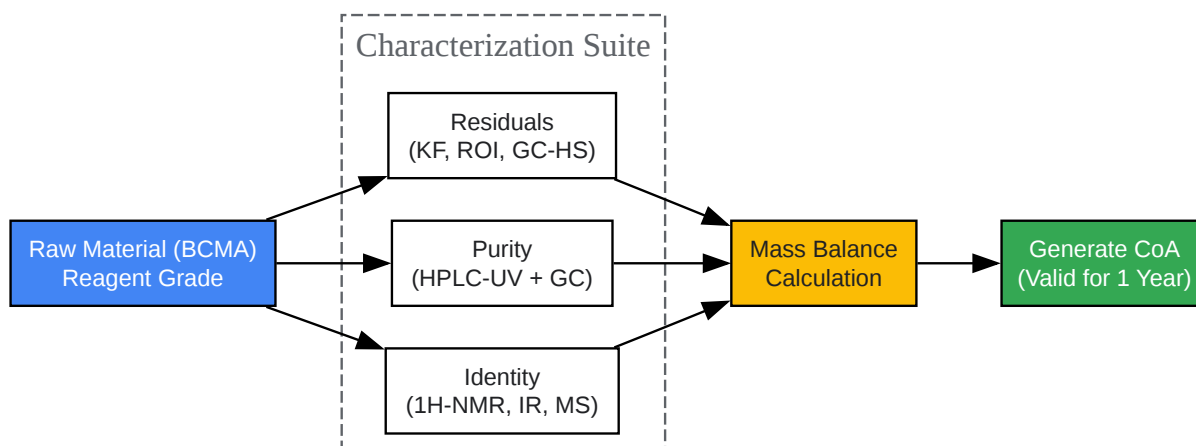 Characterization Suite
Residuals
(KF, ROI, GC-HS)
Raw Material (BCMA)
Reagent Grade
Purity
(HPLC-UV + GC)
Mass Balance
Calculation
Generate CoA
(Valid for 1 Year)
Identity
(1H-NMR, IR, MS)